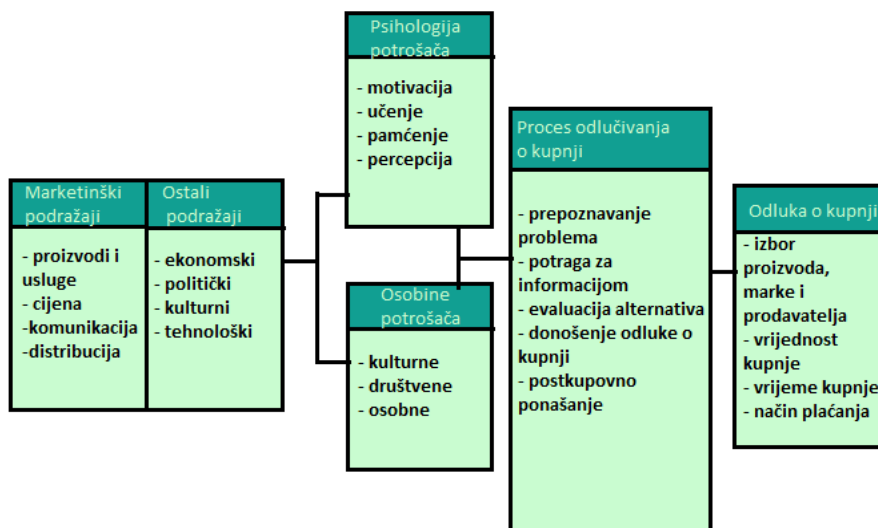 Marketinški
podražaji
- proizvodi i
usluge
- cijena
-komunikacija
-distribucija
Ostali
podražaji
- ekonomski
- politički
- kulturni
- tehnološki
Psihologija
potrošača
- motivacija
- učenje
- pamćenje
- percepcija
Osobine
potrošača
- kulturne
- društvene
- osobne
Proces odlučivanja
o kupnji
- prepoznavanje
problema
- potraga za
informacijom
- evaluacija alternativa
- donošenje odluke o
kupnji
- postkupovno
ponašanje
Odluka o kupnji
- izbor
proizvoda,
marke i
prodavatelja
- vrijednost
kupnje
- vrijeme kupnje
- način plaćanja